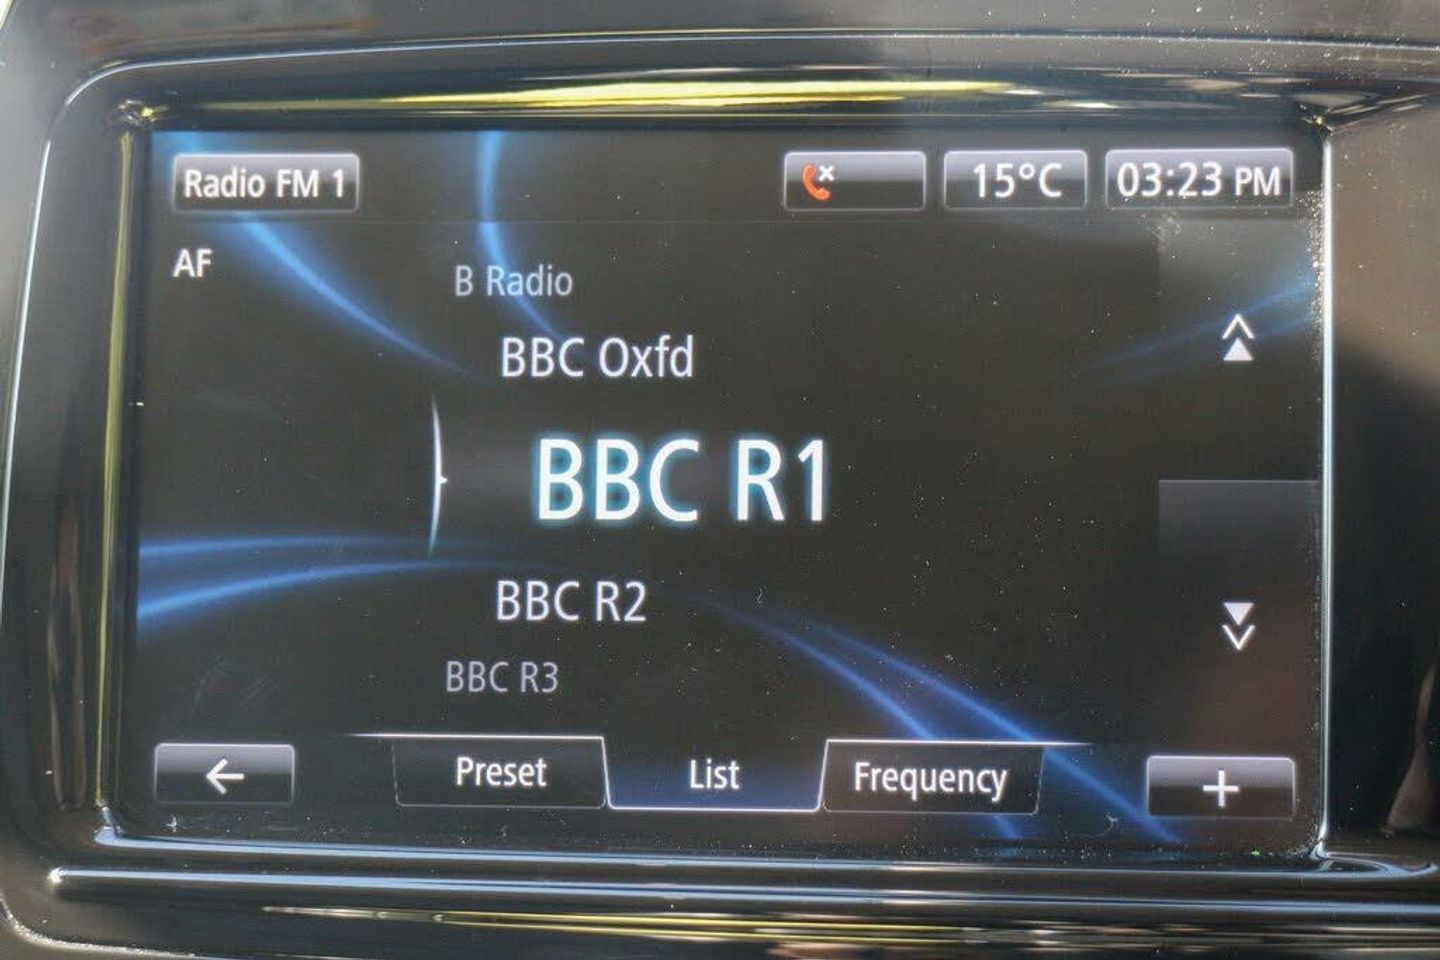 Radio FM 1
15°C
03:23 PM
AF
B Radio
BBC Oxfd
BBC R1
BBC R2
BBC R3
Preset
List
Frequency